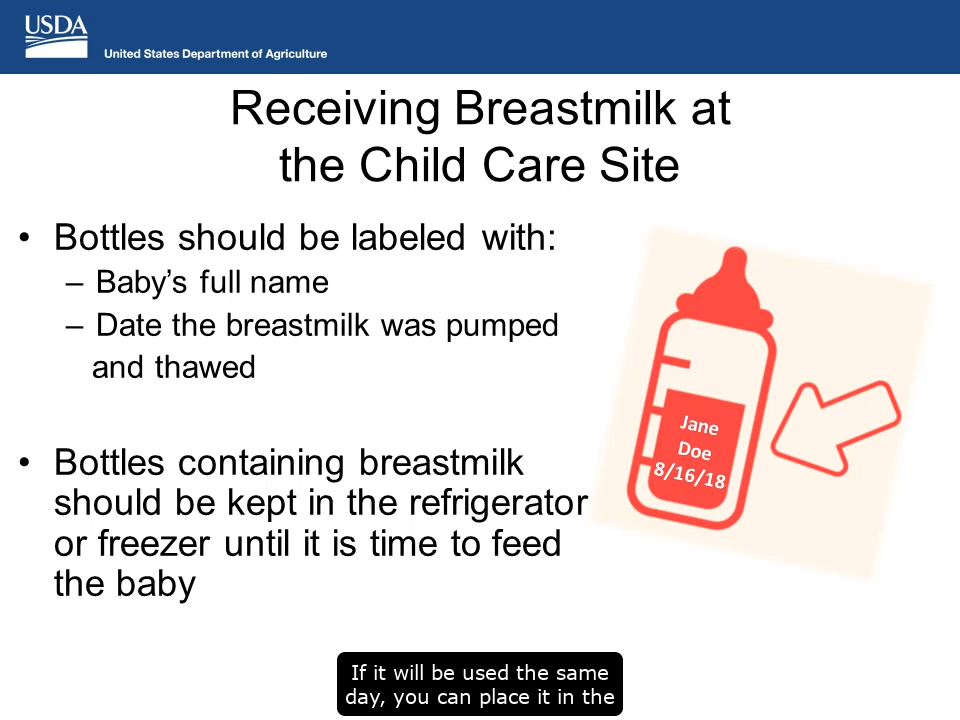 USDA
United States Department of Agriculture
Receiving Breastmilk at
the Child Care Site
• Bottles should be labeled with:
– Baby’s full name
– Date the breastmilk was pumped
and thawed
• Bottles containing breastmilk
should be kept in the refrigerator
or freezer until it is time to feed
the baby
Jane
Doe
8/16/18
If it will be used the same
day, you can place it in the